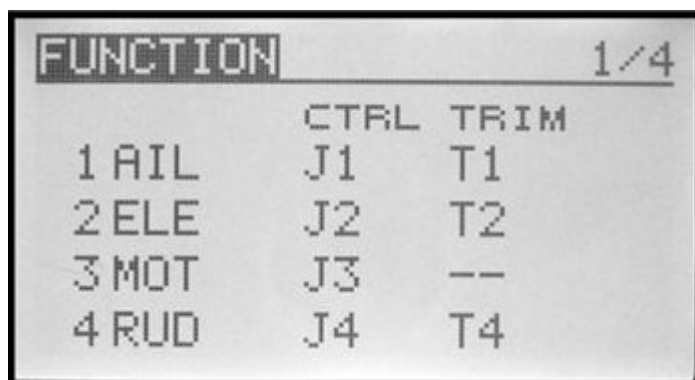 FUNCTION 1/4
CTRL TRIM
1 AIL J1 T1
2 ELE J2 T2
3 MOT J3 --
4 RUD J4 T4